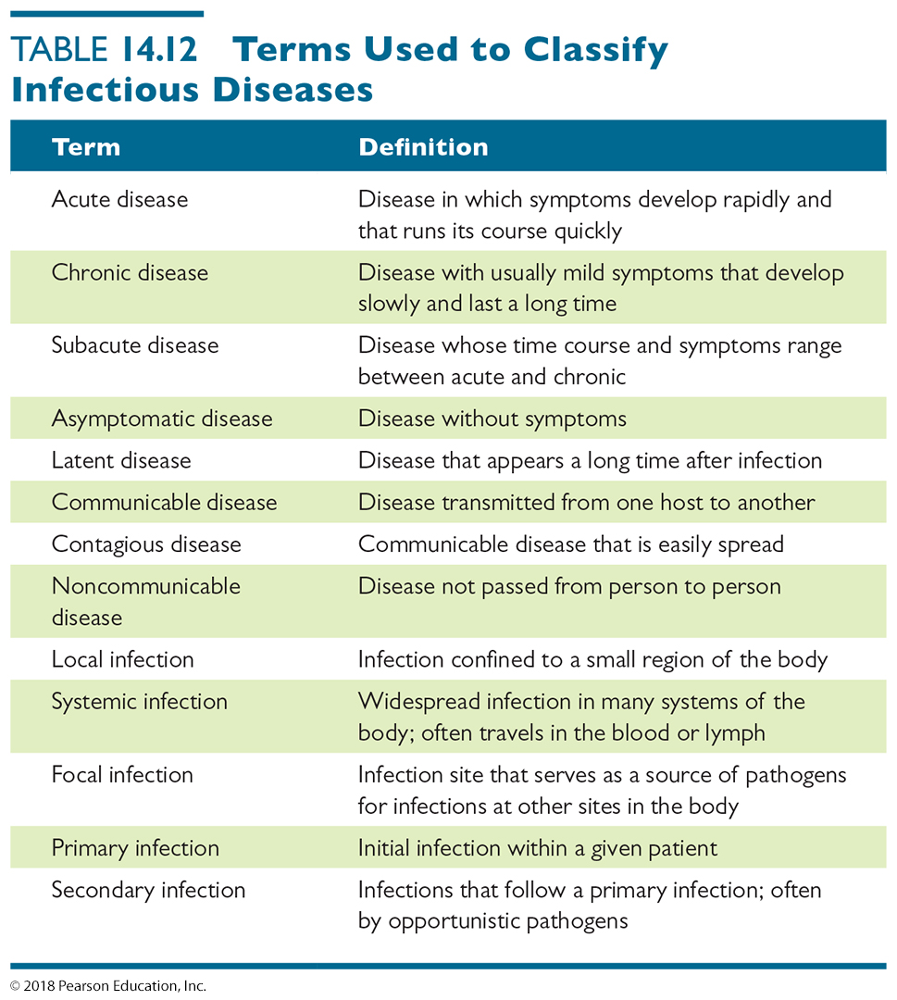 TABLE 14.12 Terms Used to Classify
Infectious Diseases
Term Definition
Acute disease Disease in which symptoms develop rapidly and
that runs its course quickly
Chronic disease Disease with usually mild symptoms that develop
slowly and last a long time
Subacute disease Disease whose time course and symptoms range
between acute and chronic
Asymptomatic disease Disease without symptoms
Latent disease Disease that appears a long time after infection
Communicable disease Disease transmitted from one host to another
Contagious disease Communicable disease that is easily spread
Noncommunicable Disease not passed from person to person
disease
Local infection Infection confined to a small region of the body
Systemic infection Widespread infection in many systems of the
body; often travels in the blood or lymph
Focal infection Infection site that serves as a source of pathogens
for infections at other sites in the body
Primary infection Initial infection within a given patient
Secondary infection Infections that follow a primary infection; often
by opportunistic pathogens
© 2018 Pearson Education, Inc.